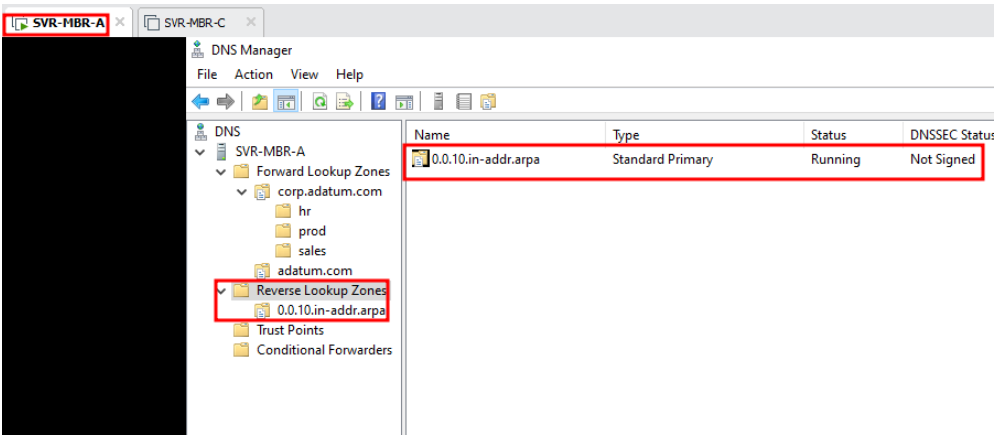 SVR-MBR-A SVR-MBR-C
DNS Manager
File Action View Help
DNS
SVR-MBR-A
Forward Lookup Zones
corp.adatum.com
hr
prod
sales
adatum.com
Reverse Lookup Zones
0.0.10.in-addr.arpa
Trust Points
Conditional Forwarders
Name Type Status DNSSEC Status
0.0.10.in-addr.arpa Standard Primary Running Not Signed